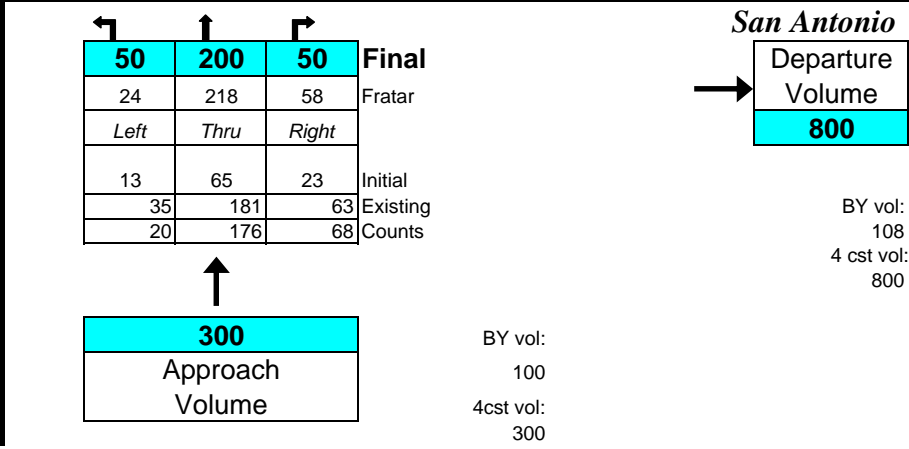 San Antonio
50 200 50 Final
Departure
24 218 58 Fratar
Volume
Left Thru Right
800
13 65 23 Initial
35 181 63 Existing
BY vol:
20 176 68 Counts
108
4 cst vol:
800
300
BY vol:
Approach
100
Volume
4cst vol:
300